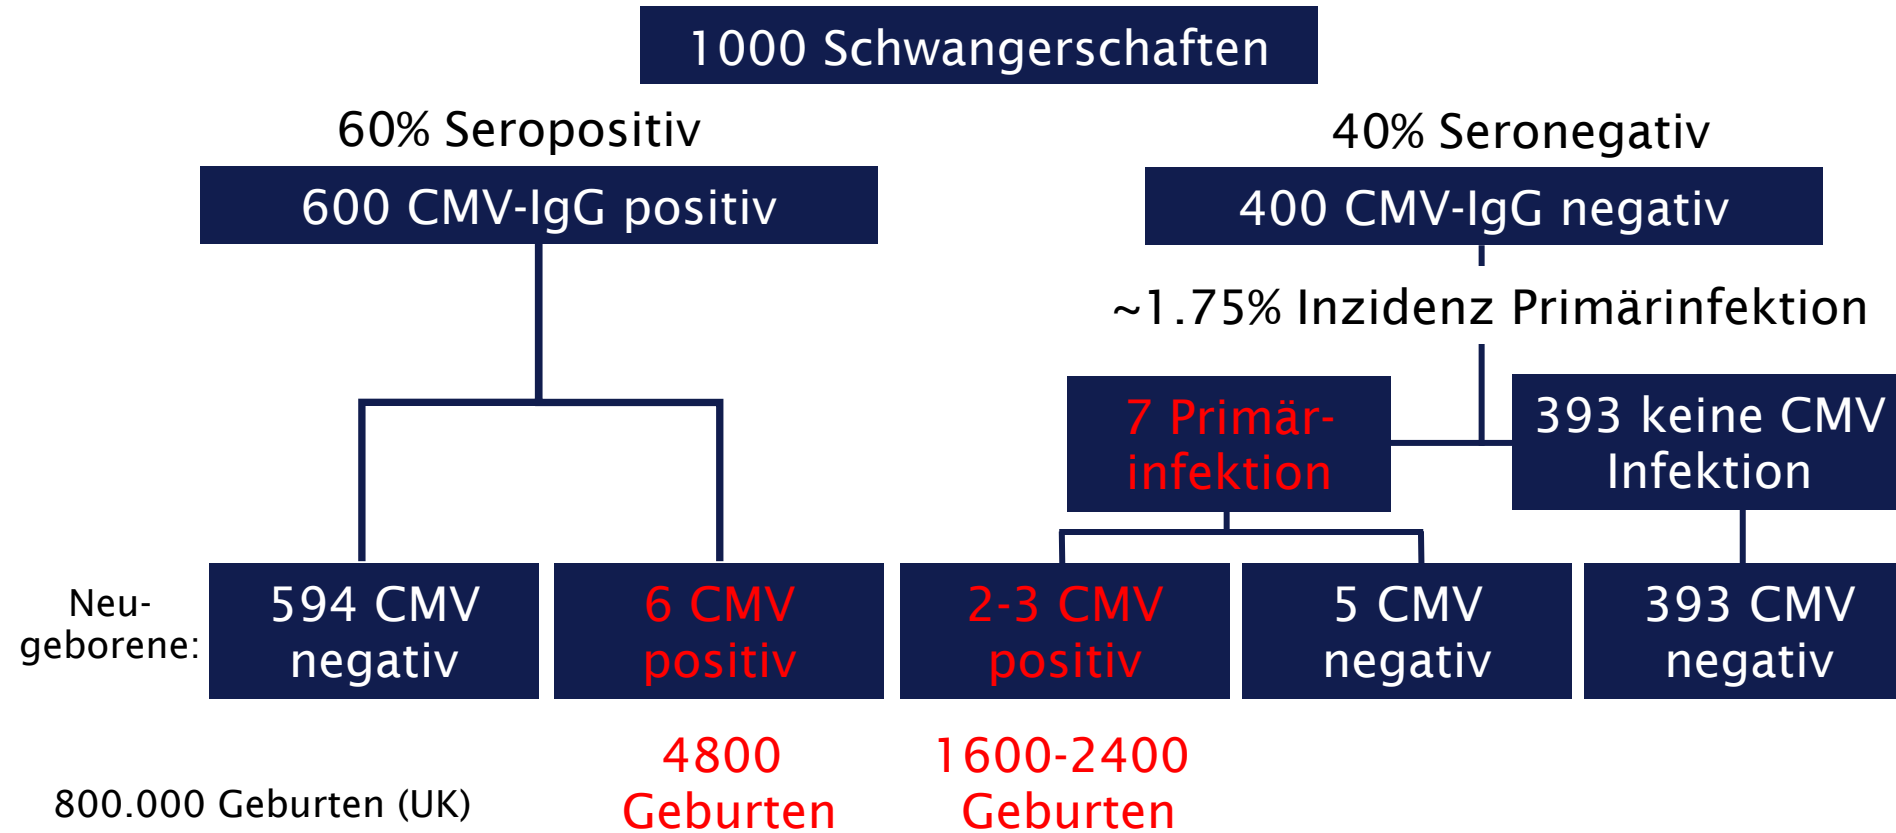 1000 Schwangerschaften
60% Seropositiv
40% Seronegativ
600 CMV-IgG positiv
400 CMV-IgG negativ
~1.75% Inzidenz Primärinfektion
7 Primär-
infektion
393 keine CMV
Infektion
Neu-
geborene:
594 CMV
negativ
6 CMV
positiv
2-3 CMV
positiv
5 CMV
negativ
393 CMV
negativ
800.000 Geburten (UK)
4800
Geburten
1600-2400
Geburten